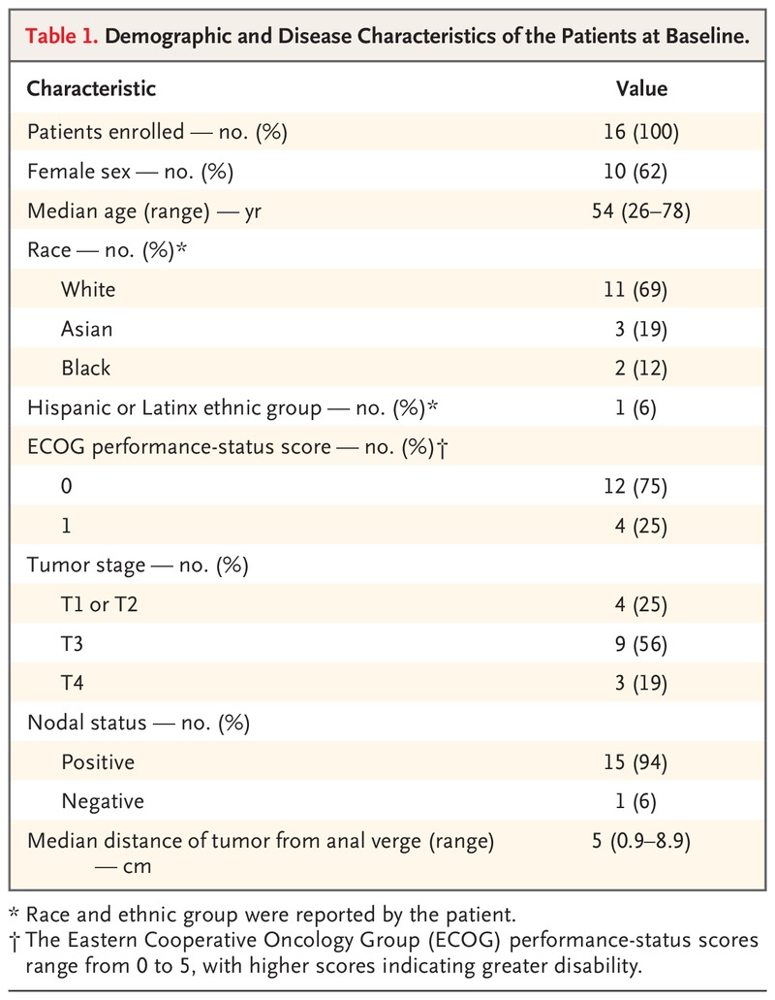 Table 1. Demographic and Disease Characteristics of the Patients at Baseline.
Characteristic Value
Patients enrolled — no. (%) 16 (100)
Female sex — no. (%) 10 (62)
Median age (range) — yr 54 (26–78)
Race — no. (%)*
White 11 (69)
Asian 3 (19)
Black 2 (12)
Hispanic or Latinx ethnic group — no. (%)* 1 (6)
ECOG performance-status score — no. (%)†
0 12 (75)
1 4 (25)
Tumor stage — no. (%)
T1 or T2 4 (25)
T3 9 (56)
T4 3 (19)
Nodal status — no. (%)
Positive 15 (94)
Negative 1 (6)
Median distance of tumor from anal verge (range) 5 (0.9–8.9)
— cm
* Race and ethnic group were reported by the patient.
† The Eastern Cooperative Oncology Group (ECOG) performance-status scores
range from 0 to 5, with higher scores indicating greater disability.